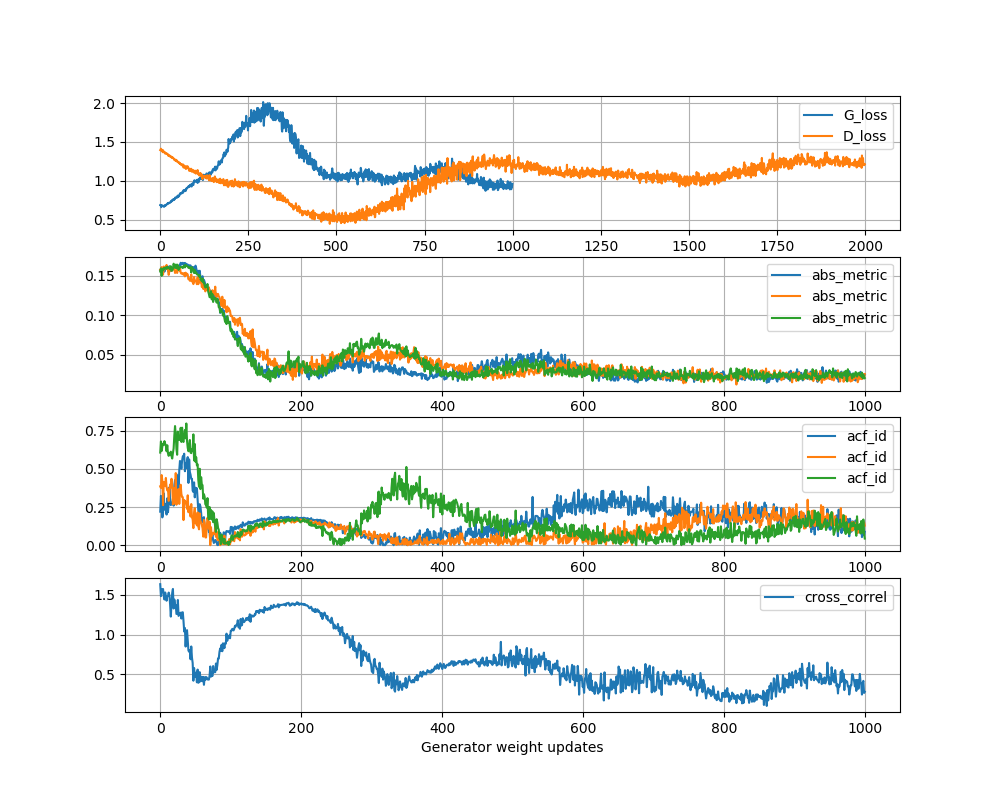 2.0
1.5
1.0
0.5
G_loss
D_loss
0 250 500 750 1000 1250 1500 1750 2000
0.15
0.10
0.05
abs_metric
abs_metric
abs_metric
0 200 400 600 800 1000
0.75
0.50
0.25
0.00
acf_id
acf_id
acf_id
0 200 400 600 800 1000
1.5
1.0
0.5
cross_correl
0 200 400 600 800 1000
Generator weight updates